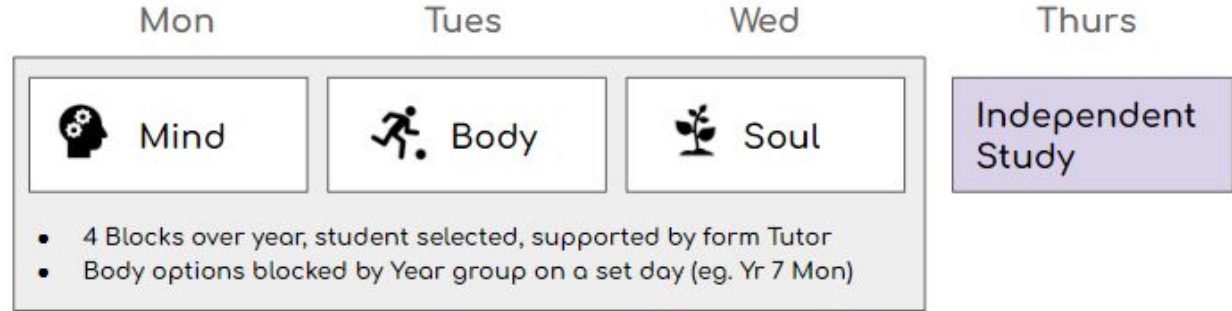 Mon Tues Wed Thurs
Mind Body Soul Independent
Study
• 4 Blocks over year, student selected, supported by form Tutor
• Body options blocked by Year group on a set day (eg. Yr 7 Mon)